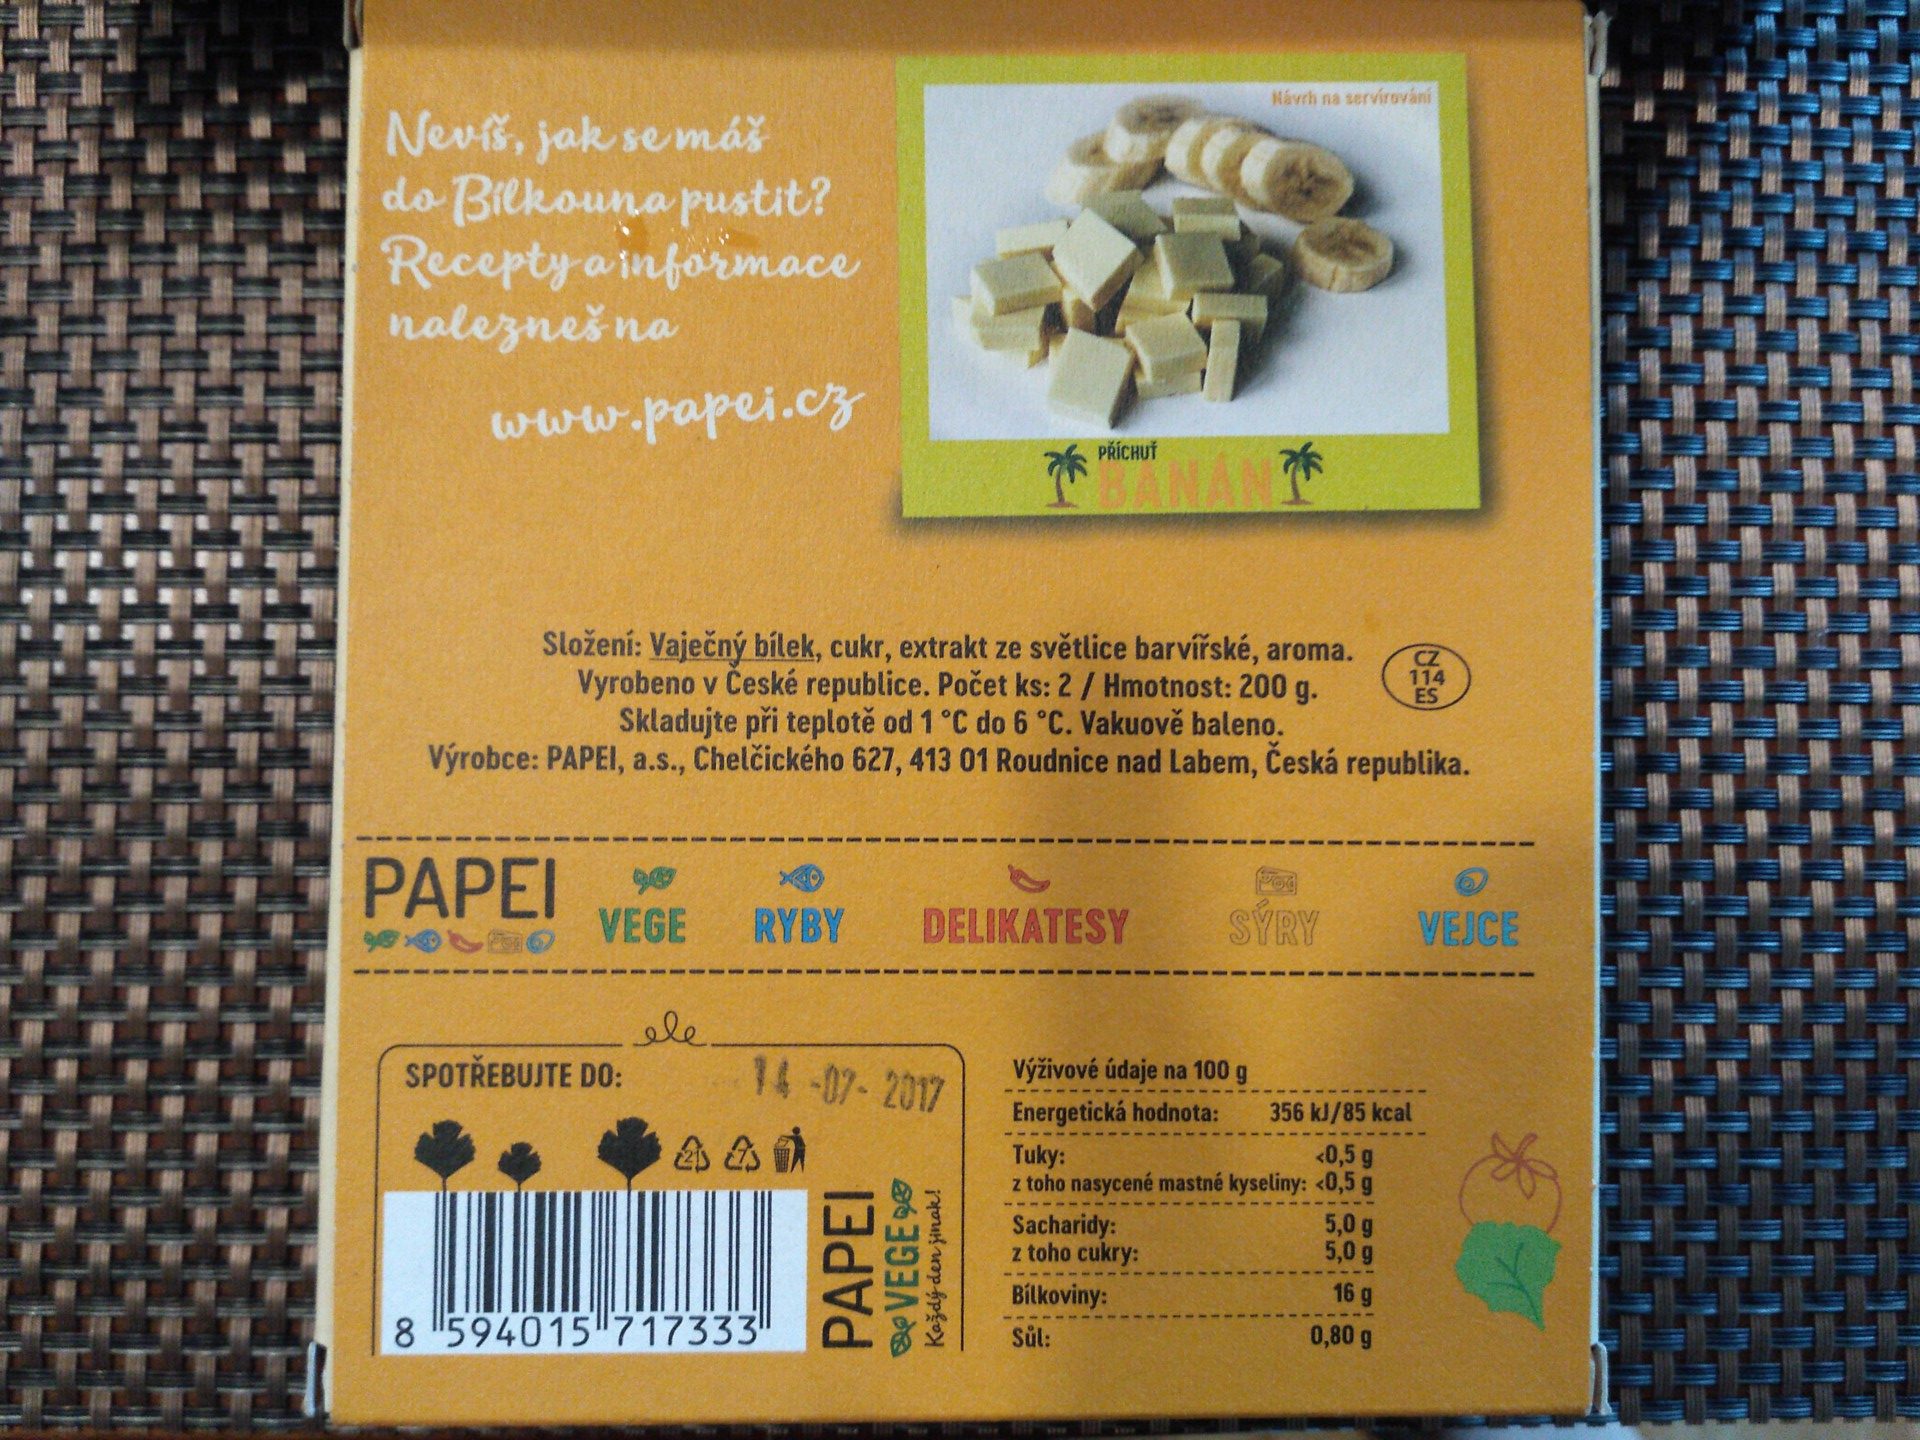 Nevíš, jak se máš
do Bílkouna pustit?
Recepty a informace
nalezneš na
www.papei.cz
Návrh na servírování
PŘÍCHUŤ
BANÁN
Složení: Vaječný bílek, cukr, extrakt ze světlice barvířské, aroma.
Vyrobeno v České republice. Počet ks: 2 / Hmotnost: 200 g.
Skladujte při teplotě od 1 °C do 6 °C. Vakuově baleno.
Výrobce: PAPEI, a.s., Chelčického 627, 413 01 Roudnice nad Labem, Česká republika.
CZ
114
ES
PAPEI
VEGE
RYBY
DELIKATESY
SÝRY
VEJCE
SPOTŘEBUJTE DO: 14 -07- 2017
21
7
8 594015 717333
PAPEI
VEGE
Každý den jinak!
Výživové údaje na 100 g
Energetická hodnota: 356 kJ/85 kcal
Tuky: <0,5 g
z toho nasycené mastné kyseliny: <0,5 g
Sacharidy: 5,0 g
z toho cukry: 5,0 g
Bílkoviny: 16 g
Sůl: 0,80 g